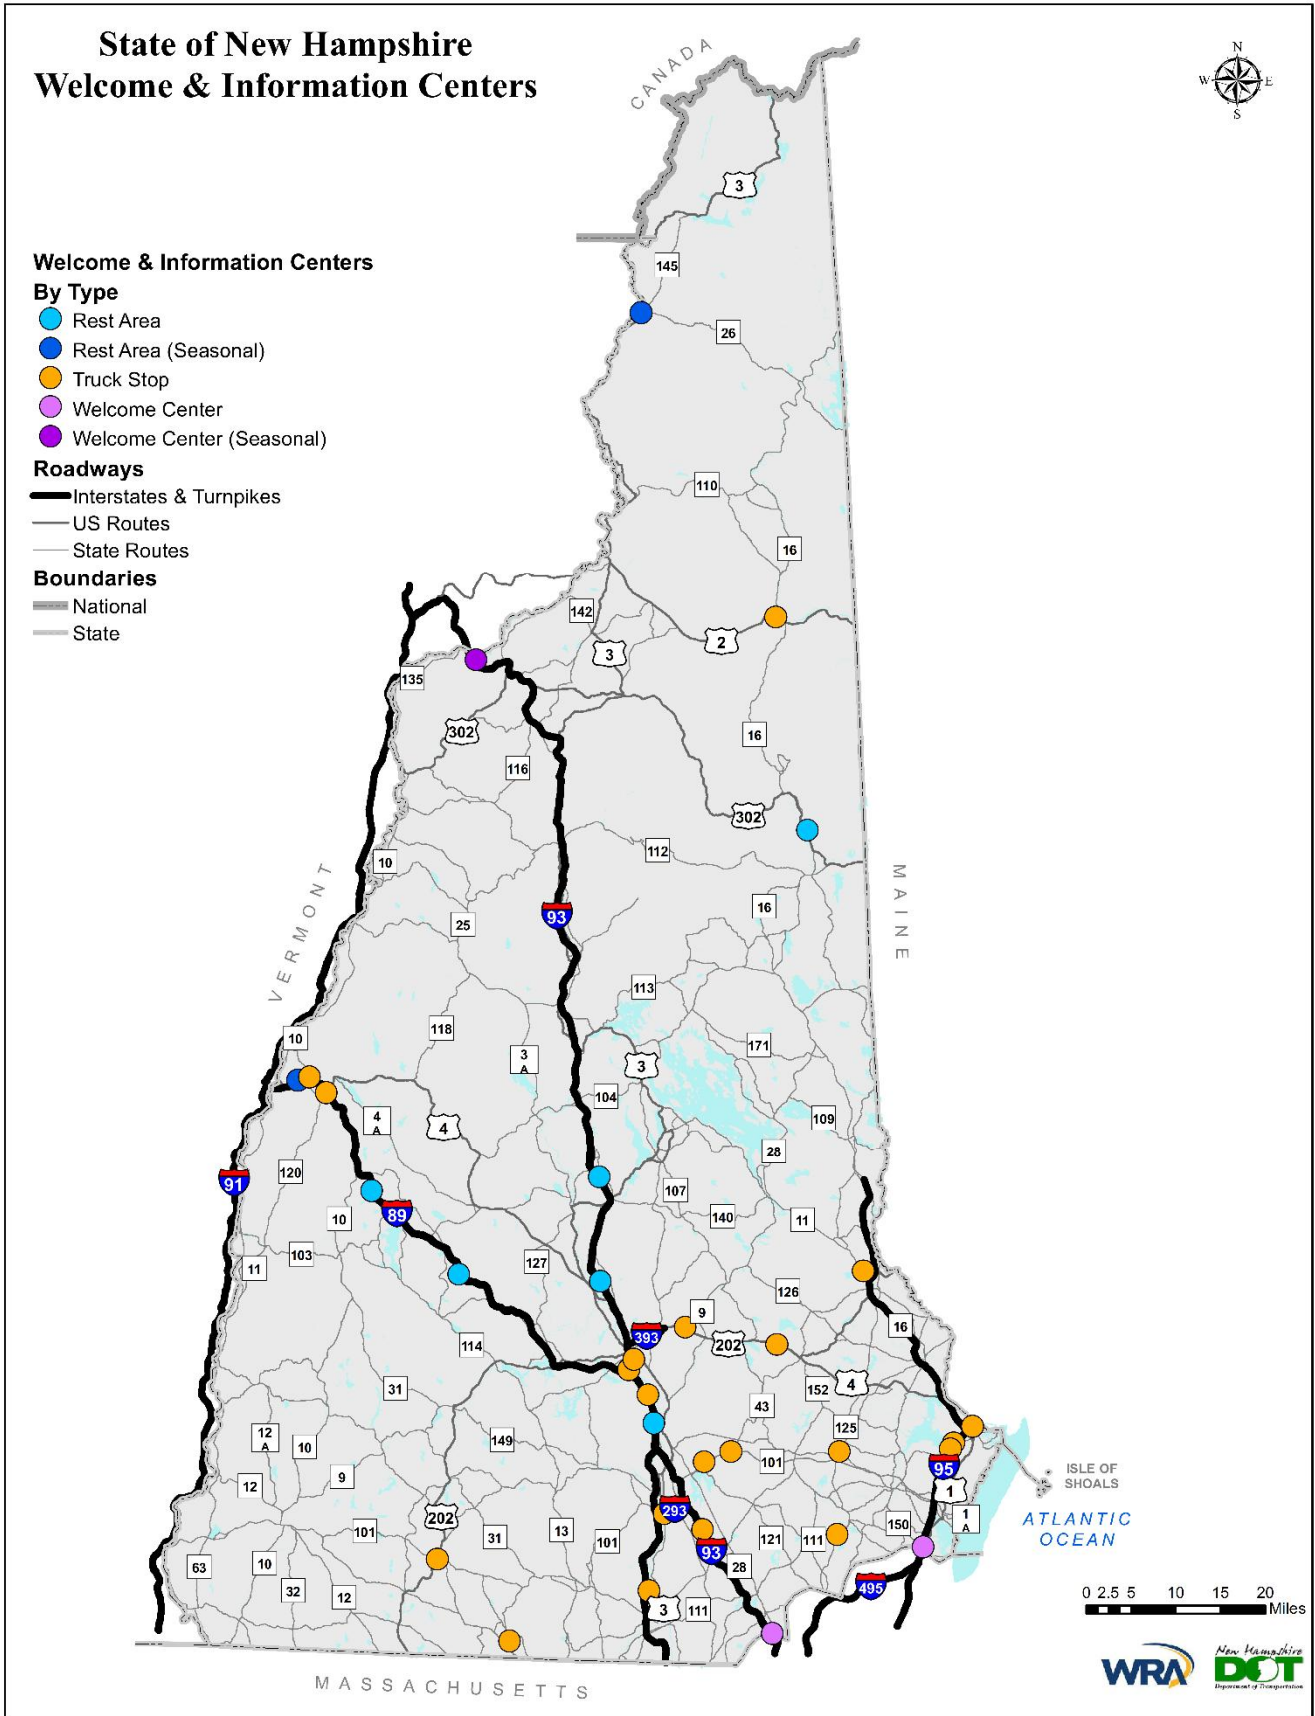 State of New Hampshire
Welcome & Information Centers
N
W
E
S
CANADA
3
145
26
Welcome & Information Centers
By Type
Rest Area
Rest Area (Seasonal)
Truck Stop
Welcome Center
Welcome Center (Seasonal)
Roadways
Interstates & Turnpikes
US Routes
State Routes
Boundaries
National
State
110
16
142
2
3
135
302
16
116
302
112
10
VERMONT
MAINE
16
93
25
113
118
10
171
3
A
3
104
4
A
4
109
28
120
91
107
10
89
140
11
103
11
127
126
9
16
393
202
114
4
152
31
43
12
A
10
149
125
101
9
95
ISLE OF
SHOALS
12
1
202
293
1
A
ATLANTIC
OCEAN
101
31
13
101
121
111
150
93
63
10
28
32
12
495
3
111
0 2.5 5 10 15 20
Miles
MASSACHUSETTS
WRA
New Hampshire
DOT
Department of Transportation